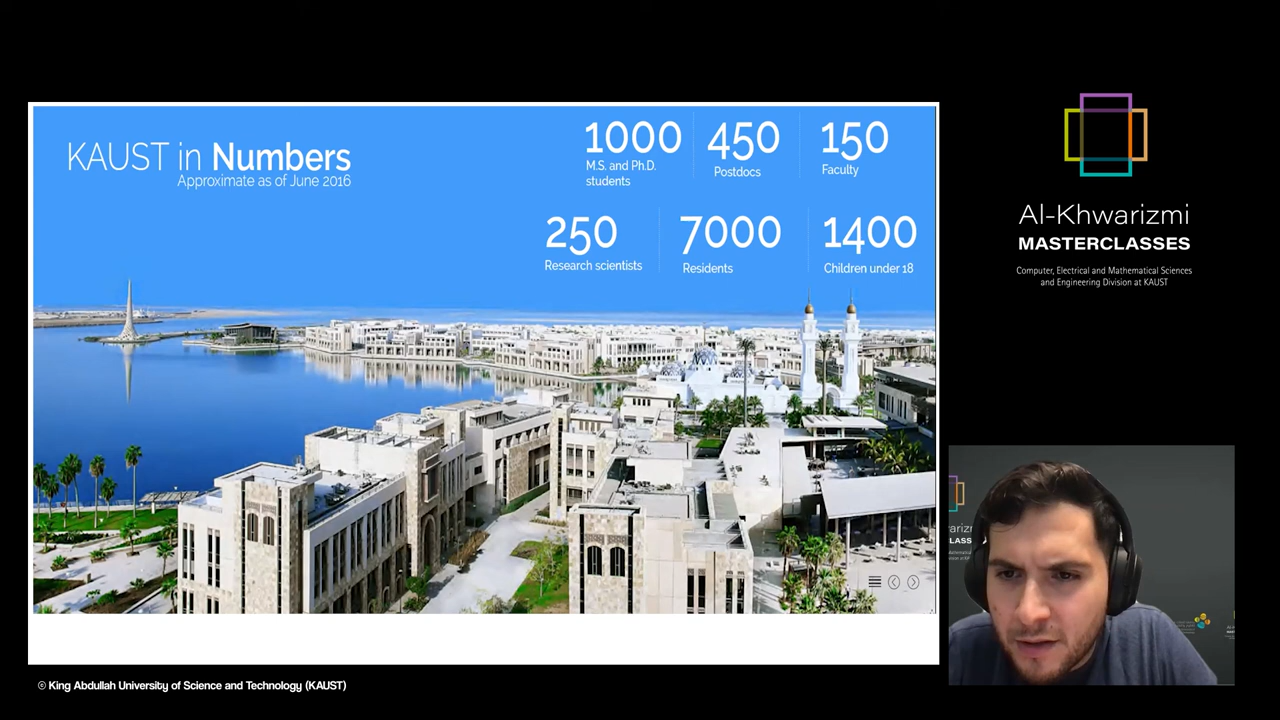 KAUST in Numbers
Approximate as of June 2016
1000
M.S. and Ph.D.
students
450
Postdocs
150
Faculty
250
Research scientists
7000
Residents
1400
Children under 18
Al-Khwarizmi
MASTERCLASSES
Computer, Electrical and Mathematical Sciences
and Engineering Division at KAUST
© King Abdullah University of Science and Technology (KAUST)